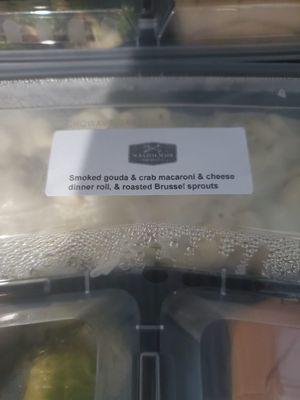 Smoked gouda & crab macaroni & cheese
dinner roll, & roasted Brussel sprouts